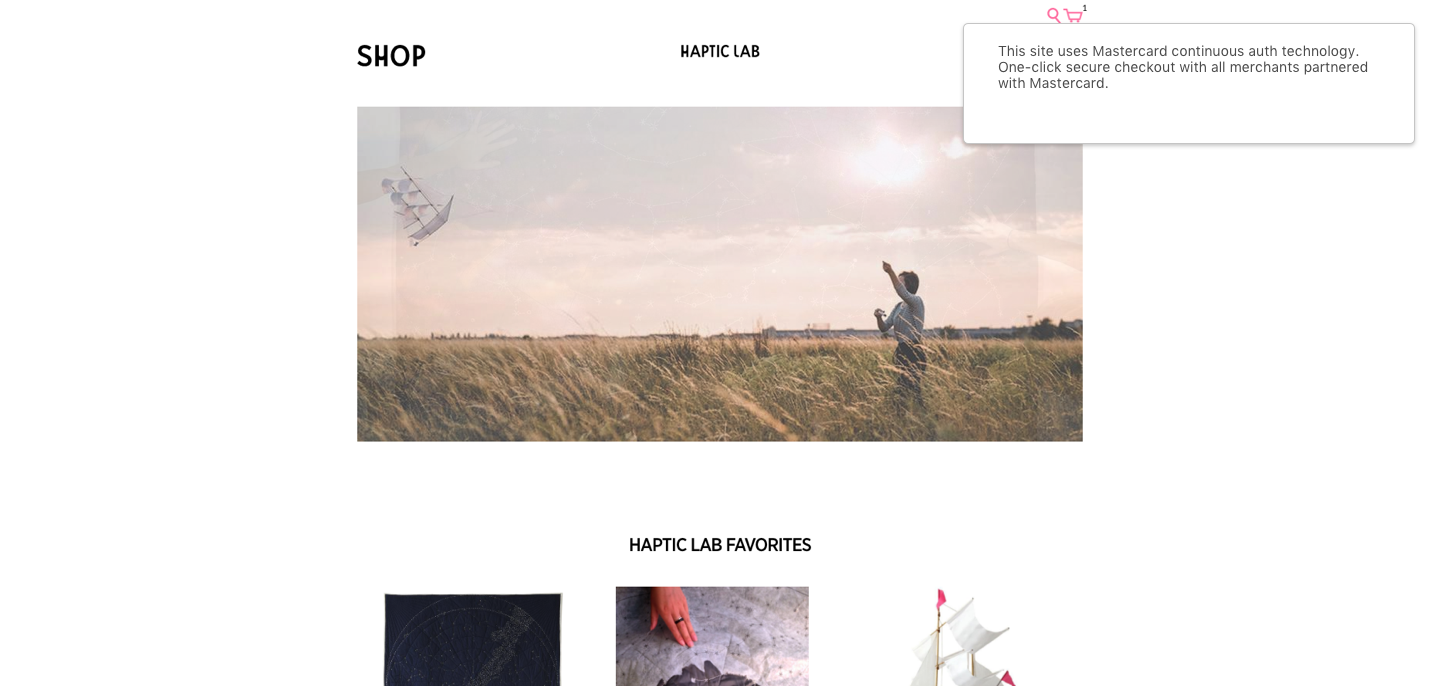 1
SHOP
HAPTIC LAB
This site uses Mastercard continuous auth technology.
One-click secure checkout with all merchants partnered
with Mastercard.
HAPTIC LAB FAVORITES